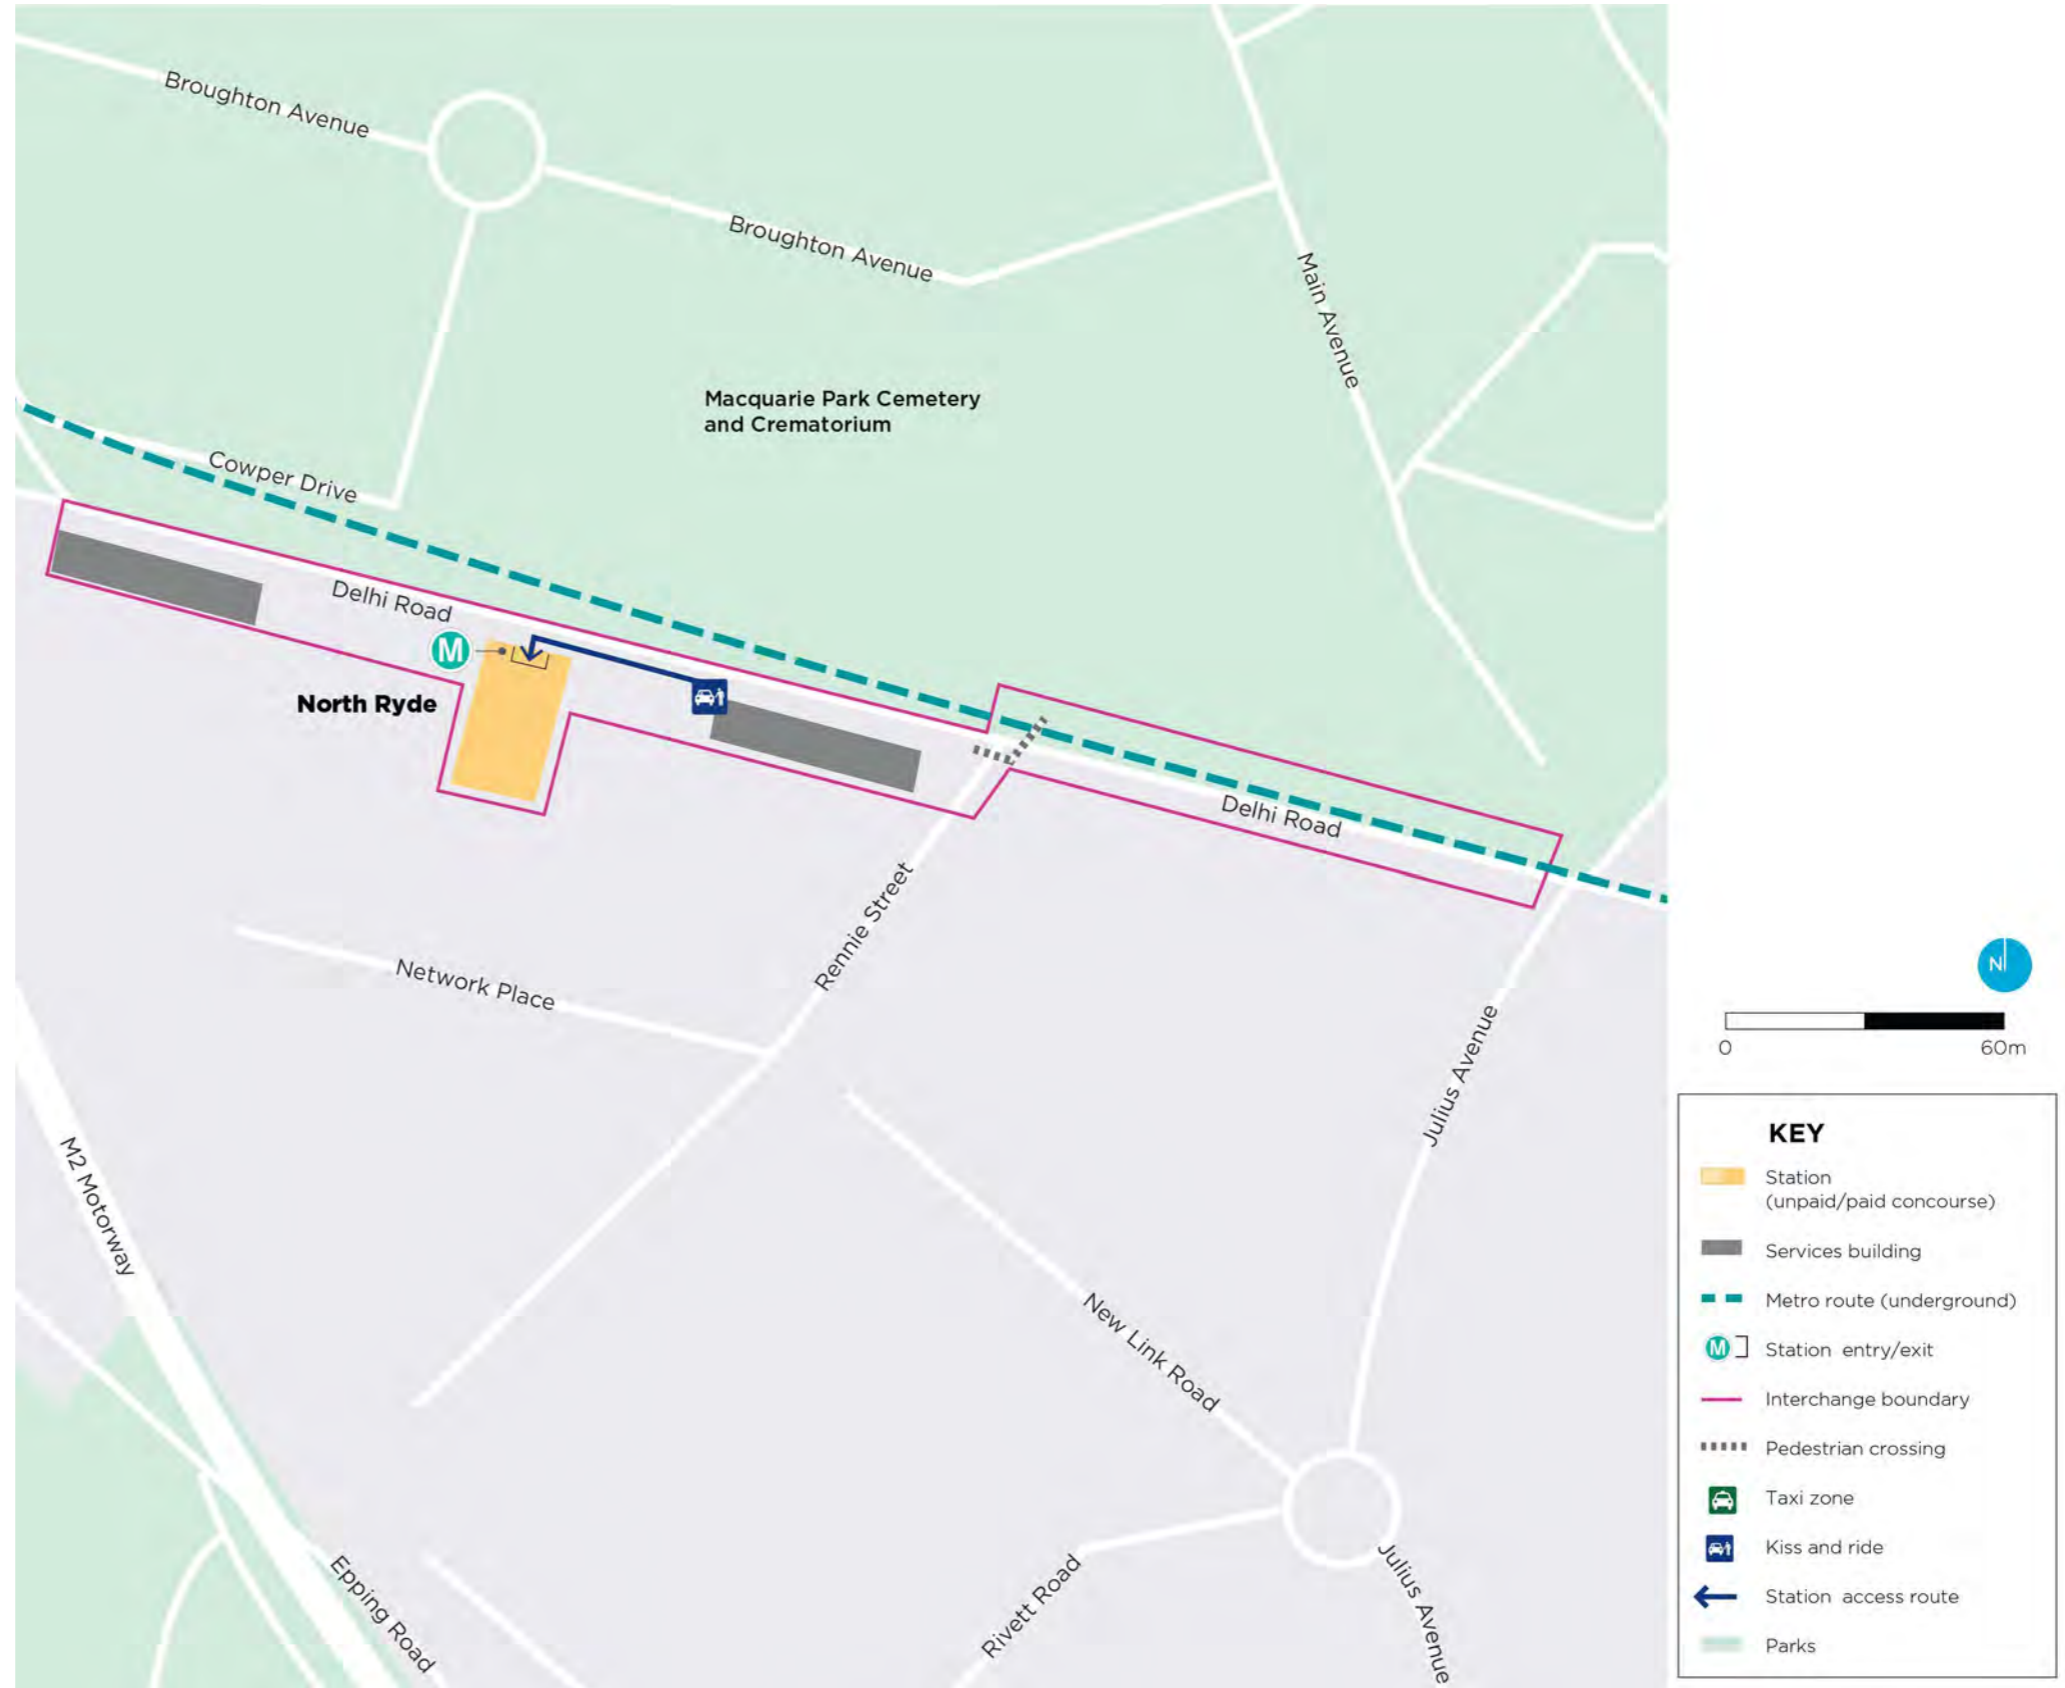 Broughton Avenue
Broughton Avenue
Main Avenue
Macquarie Park Cemetery
and Crematorium
Cowper Drive
Delhi Road
M
North Ryde
Delhi Road
Rennie Street
Network Place
Julius Avenue
M2 Motorway
New Link Road
Epping Road
Rivett Road
Julius Avenue
N
0 60m
KEY
Station
(unpaid/paid concourse)
Services building
Metro route (underground)
M Station entry/exit
Interchange boundary
Pedestrian crossing
Taxi zone
Kiss and ride
Station access route
Parks